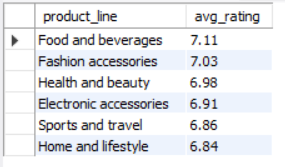 product_line avg_rating
Food and beverages 7.11
Fashion accessories 7.03
Health and beauty 6.98
Electronic accessories 6.91
Sports and travel 6.86
Home and lifestyle 6.84